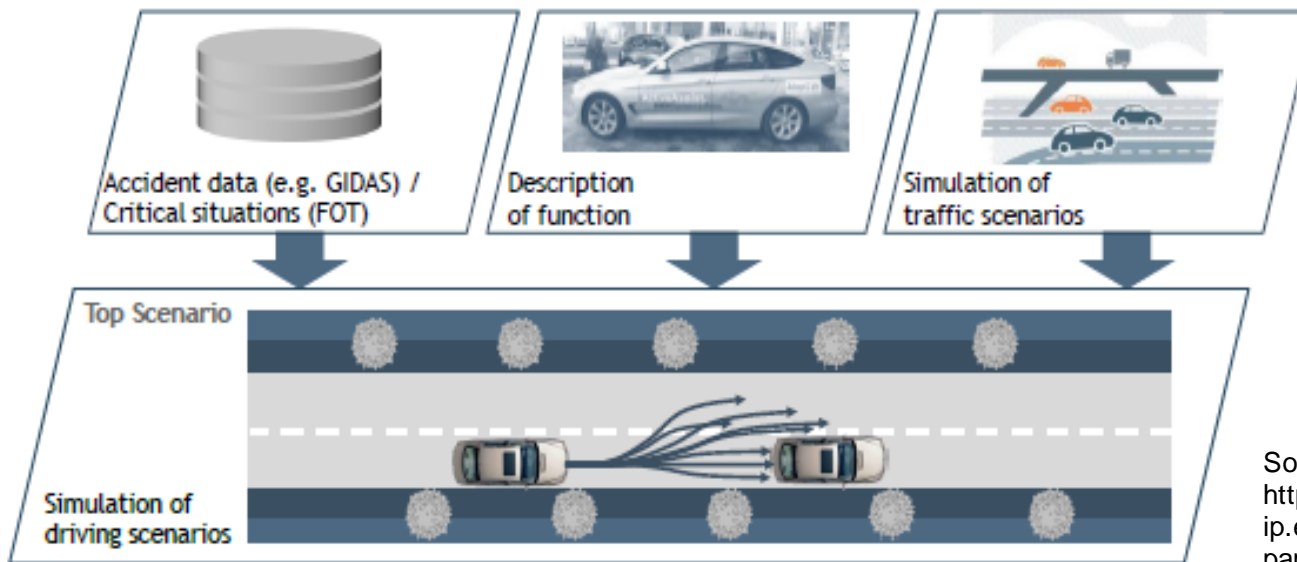 Accident data (e.g. GIDAS) /
Critical situations (FOT)
Description
of function
Simulation of
traffic scenarios
Top Scenario
Simulation of
driving scenarios
So
http
ip.e